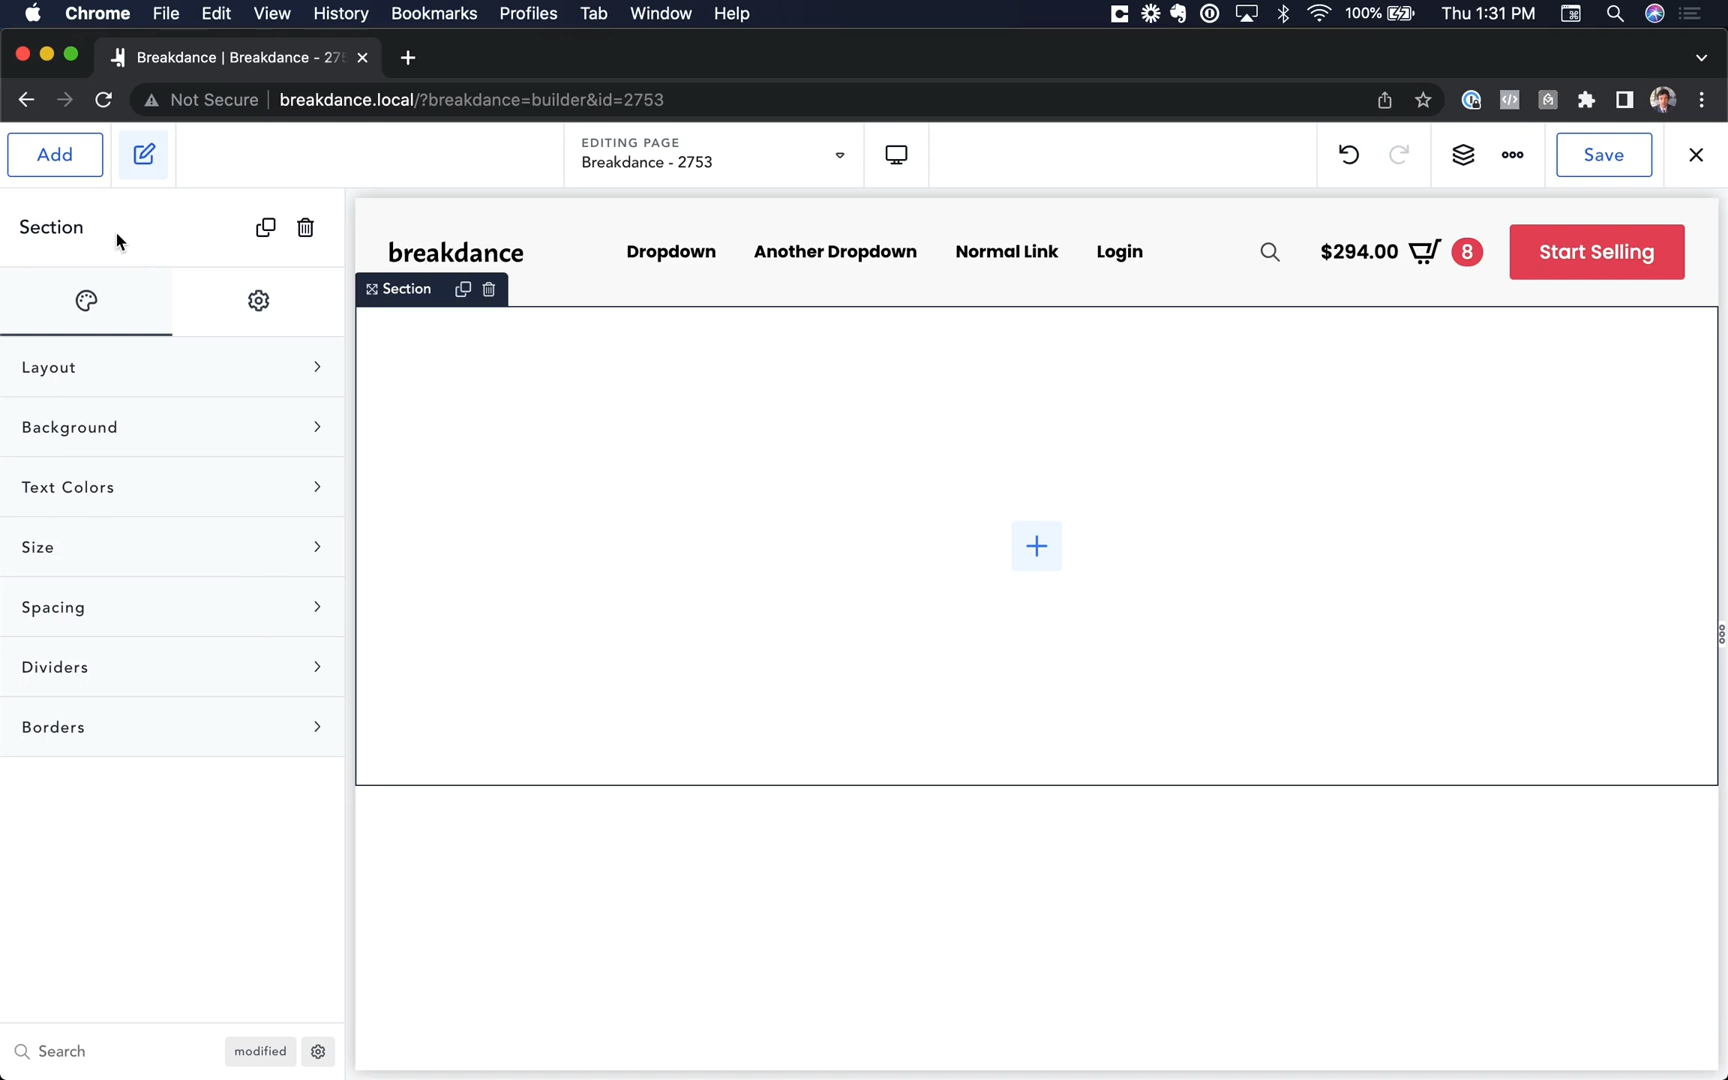 Chrome File Edit View History Bookmarks Profiles Tab Window Help 100% Thu 1:31 PM
Breakdance | Breakdance - 275
Not Secure breakdance.local/?breakdance=builder&id=2753
Add
EDITING PAGE
Breakdance - 2753
Save
Section
breakdance Dropdown Another Dropdown Normal Link Login $294.00 8 Start Selling
Section
Layout
Background
Text Colors
Size
Spacing
Dividers
Borders
Search modified